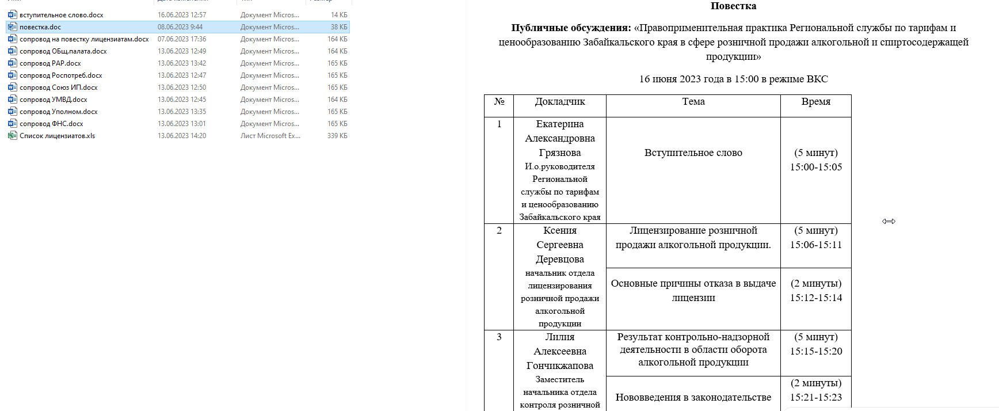 вступительное слово.docx 16.06.2023 12:57 Документ Micros... 14 КБ
повестка.doc 08.06.2023 9:44 Документ Micros... 38 КБ
сопровод на повестку лицензиатам.docx 07.06.2023 17:36 Документ Micros... 164 КБ
сопровод ОБщ.палата.docx 13.06.2023 12:49 Документ Micros... 164 КБ
сопровод РАР.docx 13.06.2023 13:42 Документ Micros... 165 КБ
сопровод Роспотреб.docx 13.06.2023 12:47 Документ Micros... 165 КБ
сопровод Союз ИП.docx 13.06.2023 12:50 Документ Micros... 165 КБ
сопровод УМВД.docx 13.06.2023 12:45 Документ Micros... 164 КБ
сопровод Уполном.docx 13.06.2023 13:35 Документ Micros... 165 КБ
сопровод ФНС.docx 13.06.2023 13:01 Документ Micros... 165 КБ
Список лицензиатов.xls 13.06.2023 14:20 Лист Microsoft Ex... 339 КБ
Повестка
Публичные обсуждения: «Правоприменительная практика Региональной службы по тарифам и
ценообразованию Забайкальского края в сфере розничной продажи алкогольной и спиртосодержащей
продукции»
16 июня 2023 года в 15:00 в режиме ВКС
№ Докладчик Тема Время
1
Екатерина
Александровна
Грязнова
И.о.руководителя
Региональной
службы по тарифам
и ценообразованию
Забайкальского края
Вступительное слово
(5 минут)
15:00-15:05
2
Ксения
Сергеевна
Деревцова
начальник отдела
лицензирования
розничной продажи
алкогольной
продукции
Лицензирование розничной
продажи алкогольной продукции.
(5 минут)
15:06-15:11
Основные причины отказа в выдаче
лицензии
(2 минуты)
15:12-15:14
3
Лилия
Алексеевна
Гончикжапова
Заместитель
начальника отдела
контроля розничной
Результат контрольно-надзорной
деятельности в области оборота
алкогольной продукции
(5 минут)
15:15-15:20
Нововведения в законодательстве
(2 минуты)
15:21-15:23